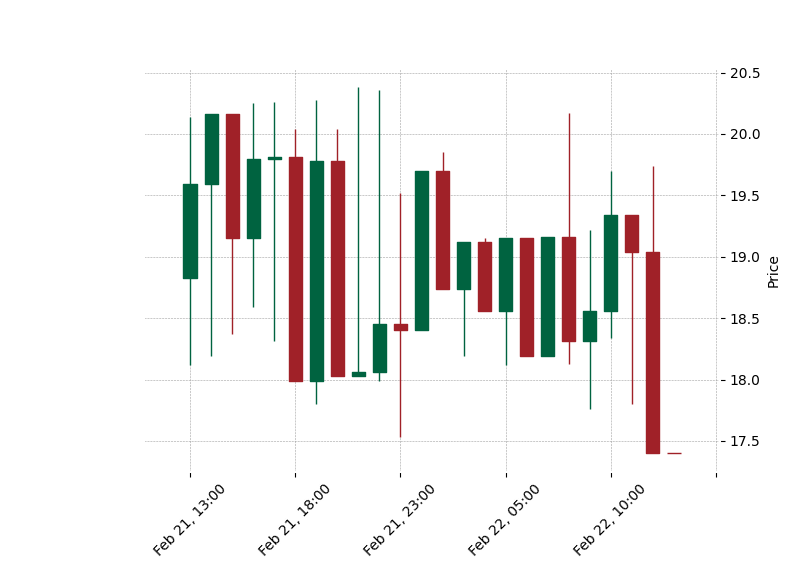 20.5
20.0
19.5
19.0
18.5
18.0
17.5
Price
Feb 21, 13:00
Feb 21, 18:00
Feb 21, 23:00
Feb 22, 05:00
Feb 22, 10:00